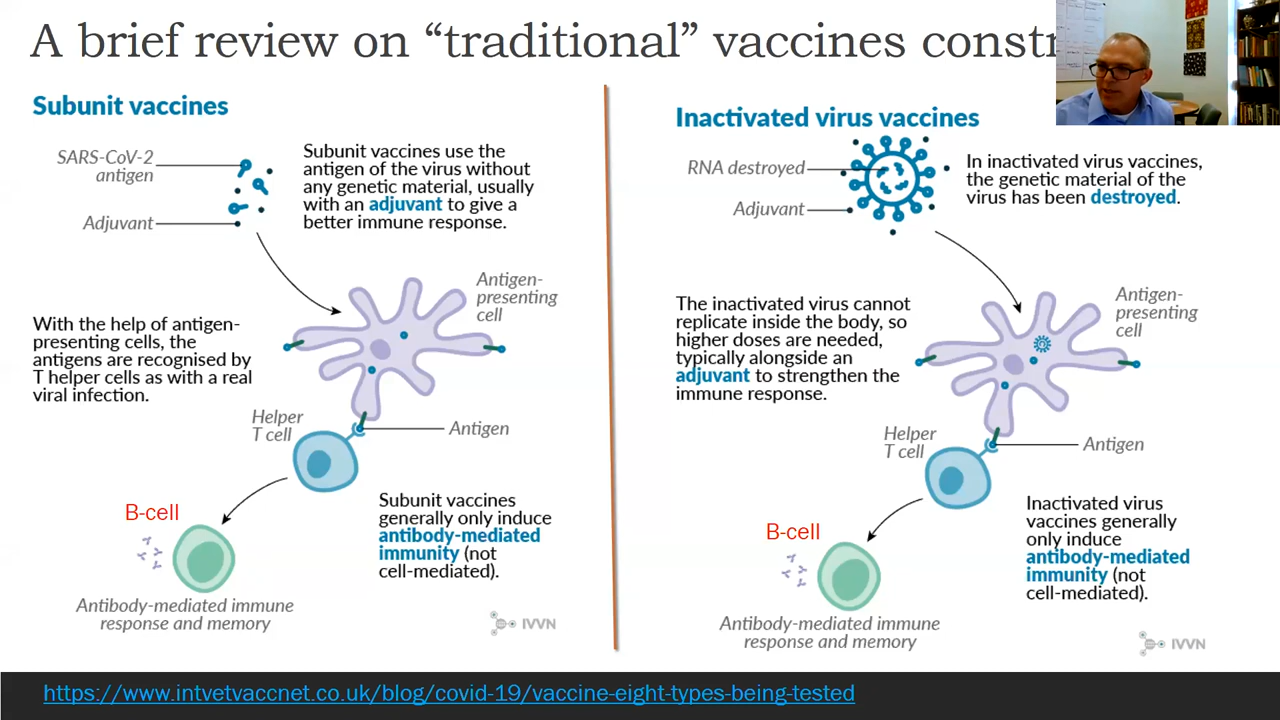 A brief review on “traditional” vaccines
Subunit vaccines
SARS-CoV-2
antigen
Adjuvant
Subunit vaccines use the
antigen of the virus without
any genetic material, usually
with an adjuvant to give a
better immune response.
Antigen-
presenting
cell
With the help of antigen-
presenting cells, the
antigens are recognised by
T helper cells as with a real
viral infection.
Helper
T cell
Antigen
B-cell
Subunit vaccines
generally only induce
antibody-mediated
immunity (not
cell-mediated).
Antibody-mediated immune
response and memory
IVVN
Inactivated virus vaccines
RNA destroyed
Adjuvant
In inactivated virus vaccines,
the genetic material of the
virus has been destroyed.
The inactivated virus cannot
replicate inside the body, so
higher doses are needed,
typically alongside an
adjuvant to strengthen the
immune response.
Antigen-
presenting
cell
Helper
T cell
Antigen
B-cell
Inactivated virus
vaccines generally
only induce
antibody-mediated
immunity (not
cell-mediated).
Antibody-mediated immune
response and memory
IVVN
https://www.intvetvaccnet.co.uk/blog/covid-19/vaccine-eight-types-being-tested